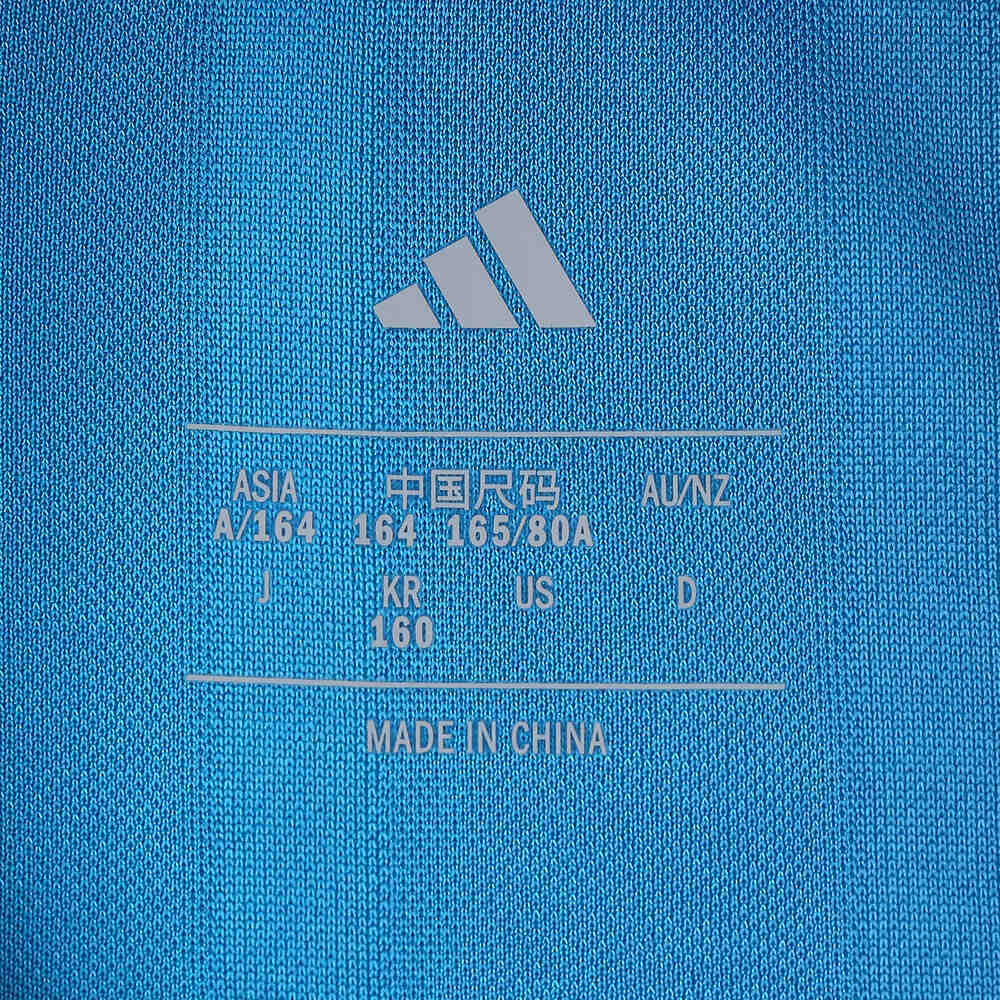 ASIA 中国尺码 AU/NZ
A/164 164 165/80A
J KR US D
160
MADE IN CHINA